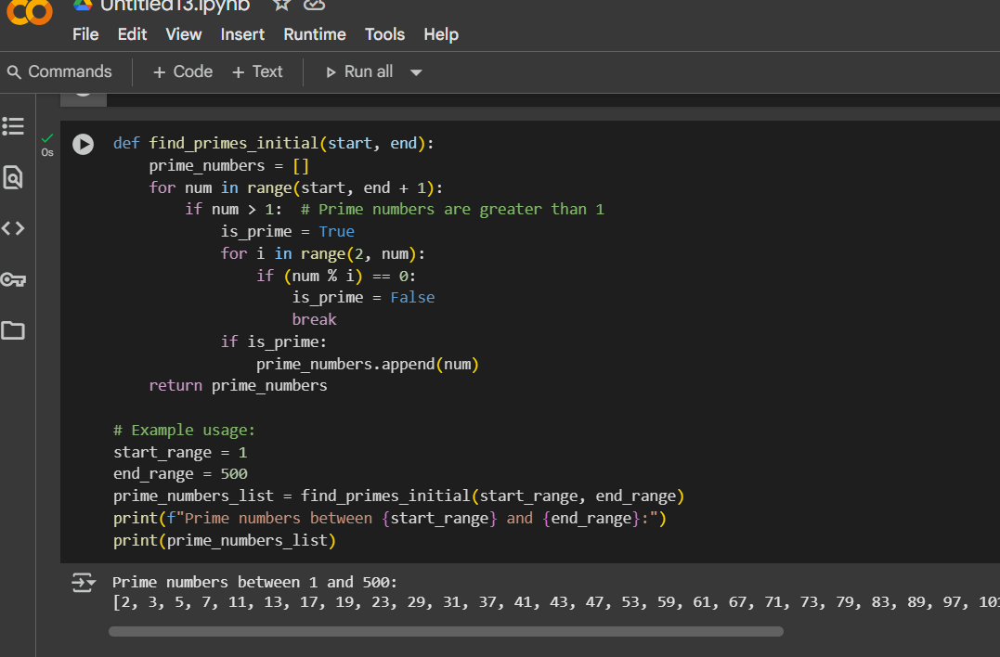 Untitled13.ipynb
File Edit View Insert Runtime Tools Help
Commands + Code + Text Run all
0s
def find_primes_initial(start, end):
    prime_numbers = []
    for num in range(start, end + 1):
        if num > 1:  # Prime numbers are greater than 1
            is_prime = True
            for i in range(2, num):
                if (num % i) == 0:
                    is_prime = False
                    break
            if is_prime:
                prime_numbers.append(num)
    return prime_numbers
# Example usage:
start_range = 1
end_range = 500
prime_numbers_list = find_primes_initial(start_range, end_range)
print(f"Prime numbers between {start_range} and {end_range}:")
print(prime_numbers_list)
Prime numbers between 1 and 500:
[2, 3, 5, 7, 11, 13, 17, 19, 23, 29, 31, 37, 41, 43, 47, 53, 59, 61, 67, 71, 73, 79, 83, 89, 97, 101